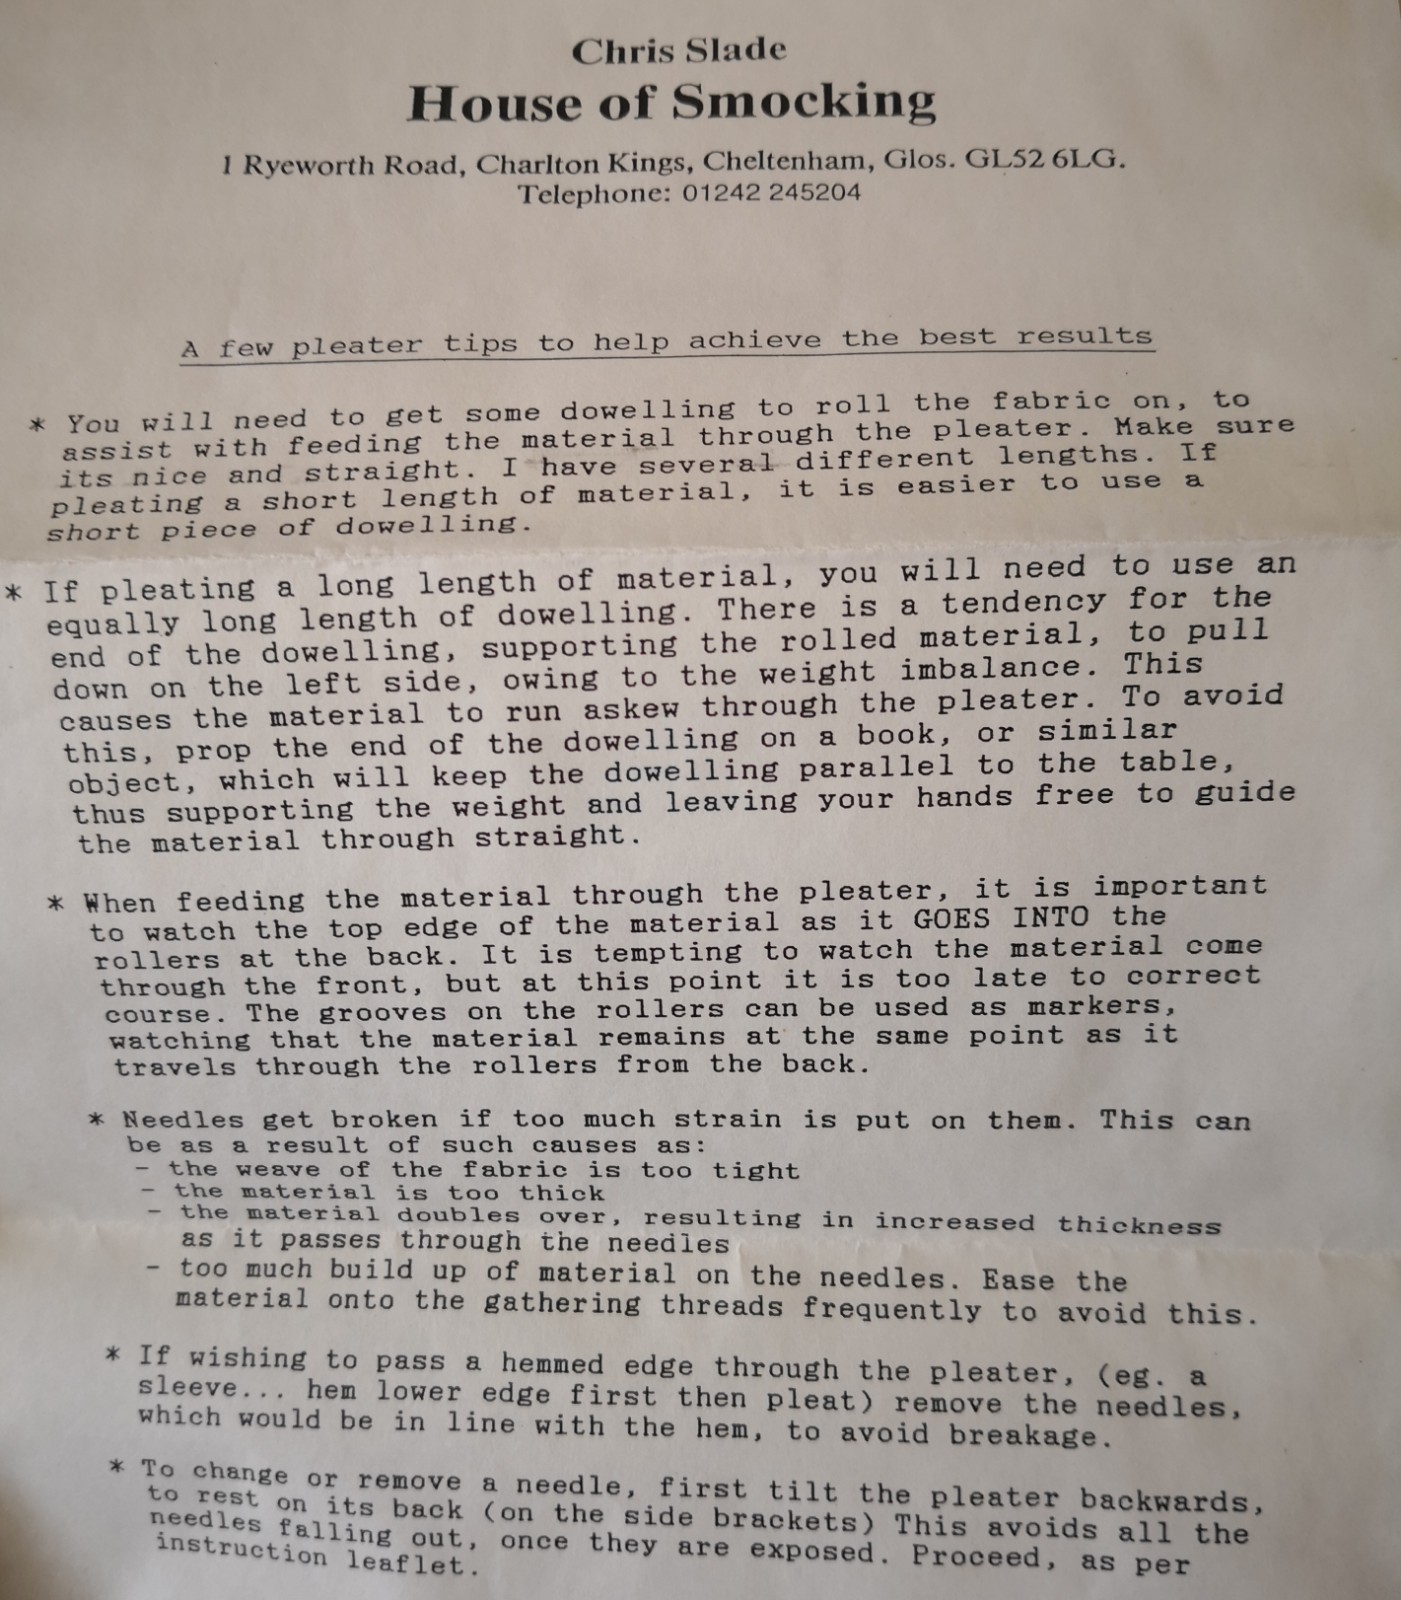 Chris Slade
House of Smocking
1 Ryeworth Road, Charlton Kings, Cheltenham, Glos. GL52 6LG.
Telephone: 01242 245204
A few pleater tips to help achieve the best results
* You will need to get some dowelling to roll the fabric on, to
assist with feeding the material through the pleater. Make sure
its nice and straight. I have several different lengths. If
pleating a short length of material, it is easier to use a
short piece of dowelling.
* If pleating a long length of material, you will need to use an
equally long length of dowelling. There is a tendency for the
end of the dowelling, supporting the rolled material, to pull
down on the left side, owing to the weight imbalance. This
causes the material to run askew through the pleater. To avoid
this, prop the end of the dowelling on a book, or similar
object, which will keep the dowelling parallel to the table,
thus supporting the weight and leaving your hands free to guide
the material through straight.
* When feeding the material through the pleater, it is important
to watch the top edge of the material as it GOES INTO the
rollers at the back. It is tempting to watch the material come
through the front, but at this point it is too late to correct
course. The grooves on the rollers can be used as markers,
watching that the material remains at the same point as it
travels through the rollers from the back.
* Needles get broken if too much strain is put on them. This can
be as a result of such causes as:
- the weave of the fabric is too tight
- the material is too thick
- the material doubles over, resulting in increased thickness
as it passes through the needles
- too much build up of material on the needles. Ease the
material onto the gathering threads frequently to avoid this.
* If wishing to pass a hemmed edge through the pleater, (eg. a
sleeve... hem lower edge first then pleat) remove the needles,
which would be in line with the hem, to avoid breakage.
* To change or remove a needle, first tilt the pleater backwards,
to rest on its back (on the side brackets) This avoids all the
needles falling out, once they are exposed. Proceed, as per
instruction leaflet.